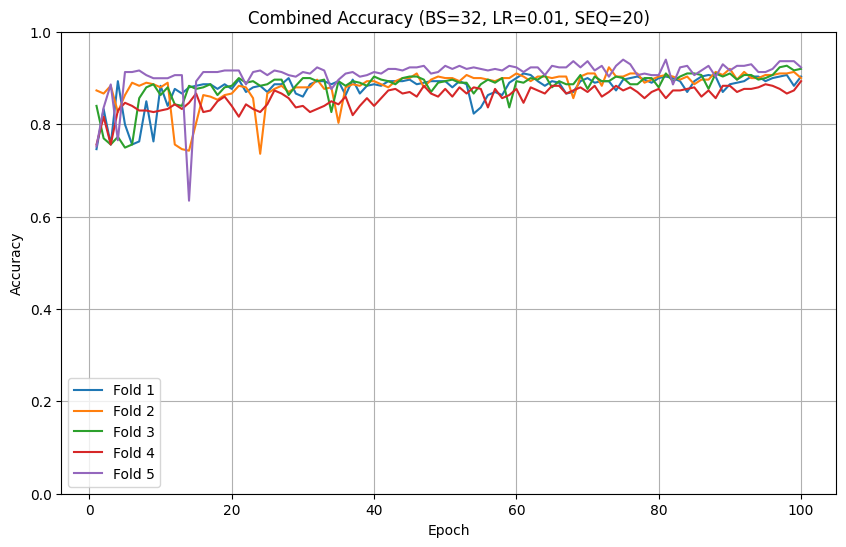 Combined Accuracy (BS=32, LR=0.01, SEQ=20)
1.0
0.8
0.6
0.4
0.2
0.0
Accuracy
Fold 1
Fold 2
Fold 3
Fold 4
Fold 5
0 20 40 60 80 100
Epoch